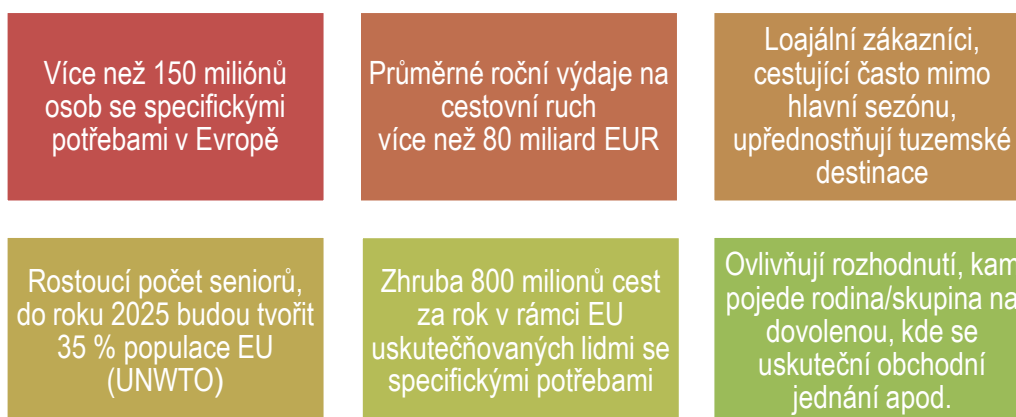 Více než 150 miliónů
osob se specifickými
potřebami v Evropě
Průměrné roční výdaje na
cestovní ruch
více než 80 miliard EUR
Loajální zákazníci,
cestující často mimo
hlavní sezónu,
upřednostňují tuzemské
destinace
Rostoucí počet seniorů,
do roku 2025 budou tvořit
35 % populace EU
(UNWTO)
Zhruba 800 milionů cest
za rok v rámci EU
uskutečňovaných lidmi se
specifickými potřebami
Ovlivňují rozhodnutí, kam
pojede rodina/skupina na
dovolenou, kde se
uskuteční obchodní
jednání apod.